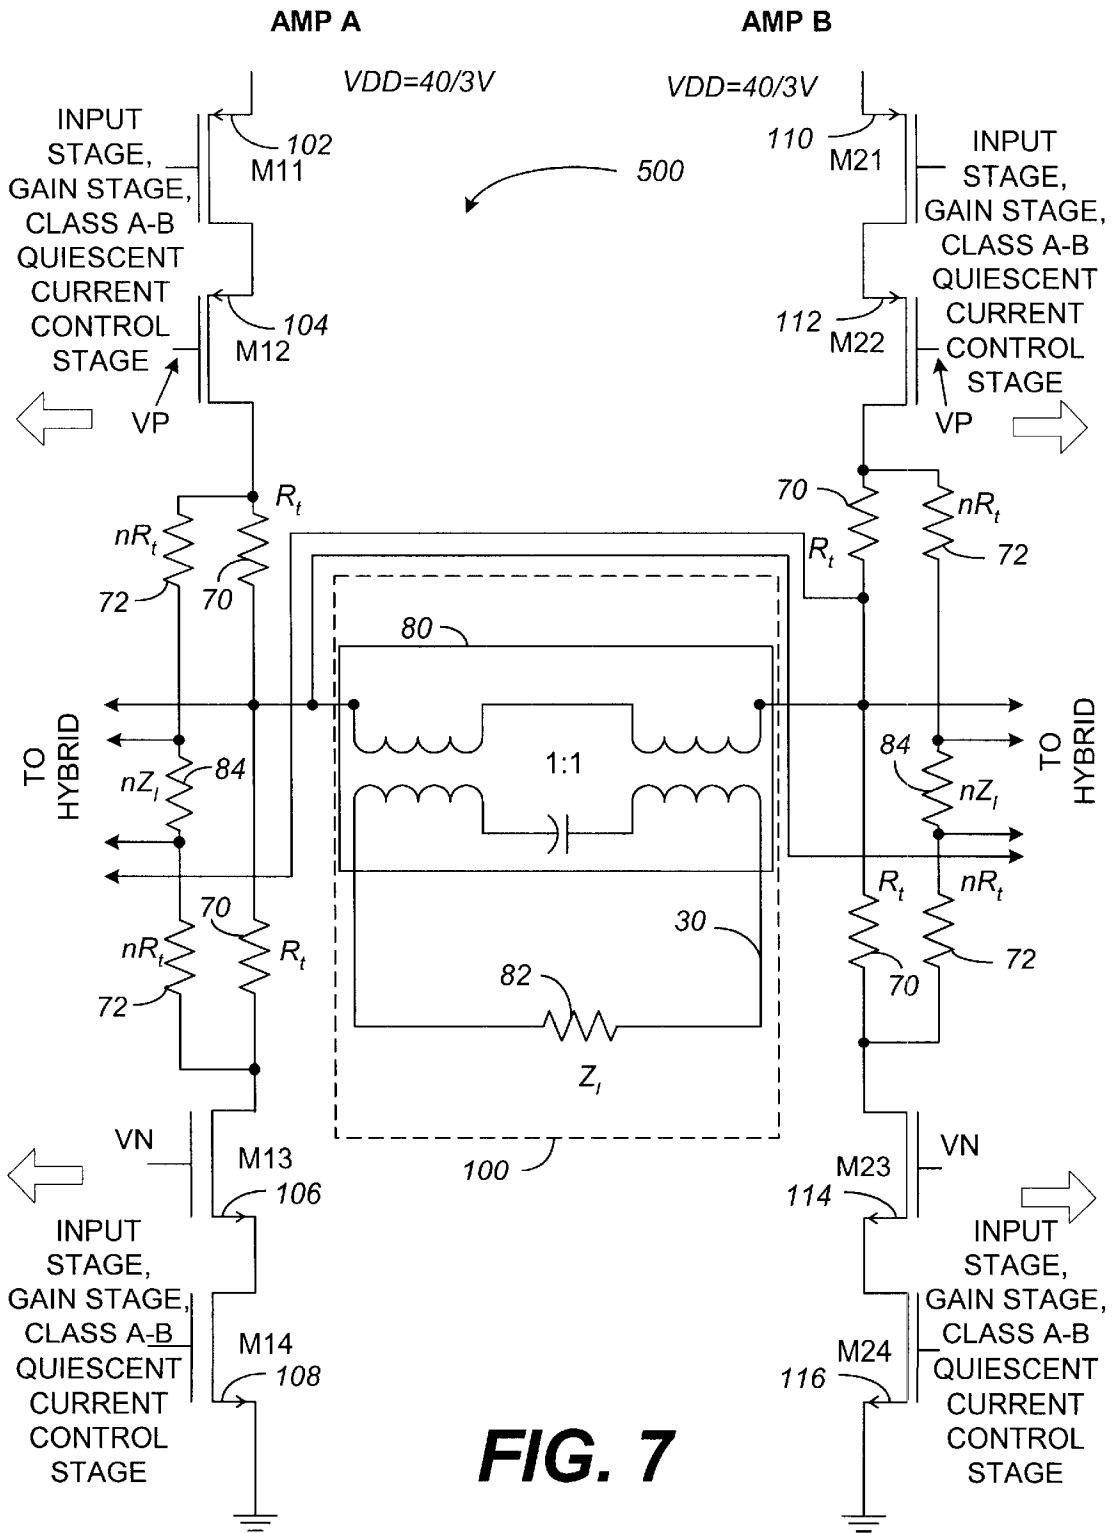 AMP A
AMP B
VDD=40/3V
VDD=40/3V
INPUT
STAGE,
GAIN STAGE,
CLASS A-B
QUIESCENT
CURRENT
CONTROL
STAGE
102
M11
500
110
M21
INPUT
STAGE,
GAIN STAGE,
CLASS A-B
QUIESCENT
CURRENT
CONTROL
STAGE
104
M12
112
M22
VP
VP
Rt
nRt
72
70
70
Rt
nRt
72
80
TO
HYBRID
84
nZl
1:1
84
nZl
TO
HYBRID
70
nRt
Rt
72
30
82
Zl
Rt
nRt
70
72
100
VN
M13
106
M23
114
VN
INPUT
STAGE,
GAIN STAGE,
CLASS A-B
QUIESCENT
CURRENT
CONTROL
STAGE
M14
108
M24
116
INPUT
STAGE,
GAIN STAGE,
CLASS A-B
QUIESCENT
CURRENT
CONTROL
STAGE
FIG. 7